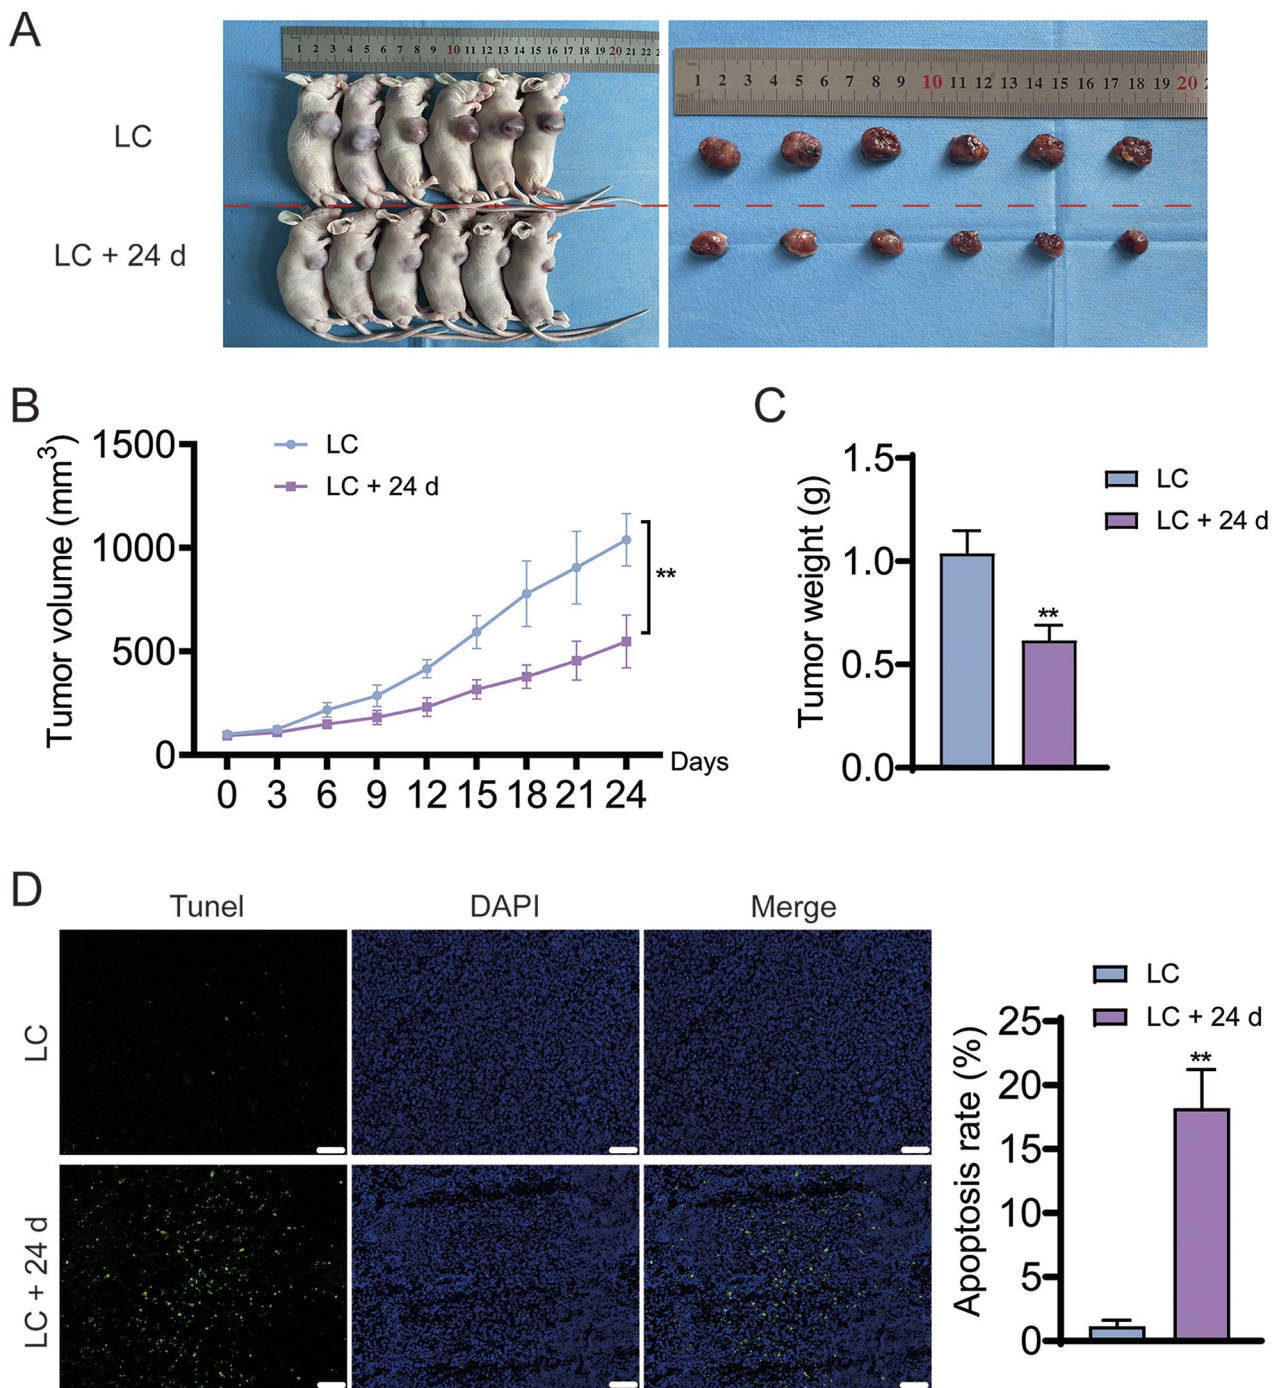 A
1 2 3 4 5 6 7 8 9 10 11 12 13 14 15 16 17 18 19 20 21 22
1 2 3 4 5 6 7 8 9 10 11 12 13 14 15 16 17 18 19 20
LC
LC + 24 d
B
Tumor volume (mm3)
1500
1000
500
0
LC
LC + 24 d
**
Days
0 3 6 9 12 15 18 21 24
C
Tumor weight (g)
1.5
1.0
0.5
0.0
LC
LC + 24 d
**
D
Tunel DAPI Merge
LC
LC + 24 d
LC
LC + 24 d
Apoptosis rate (%)
25
20
15
10
5
0
**